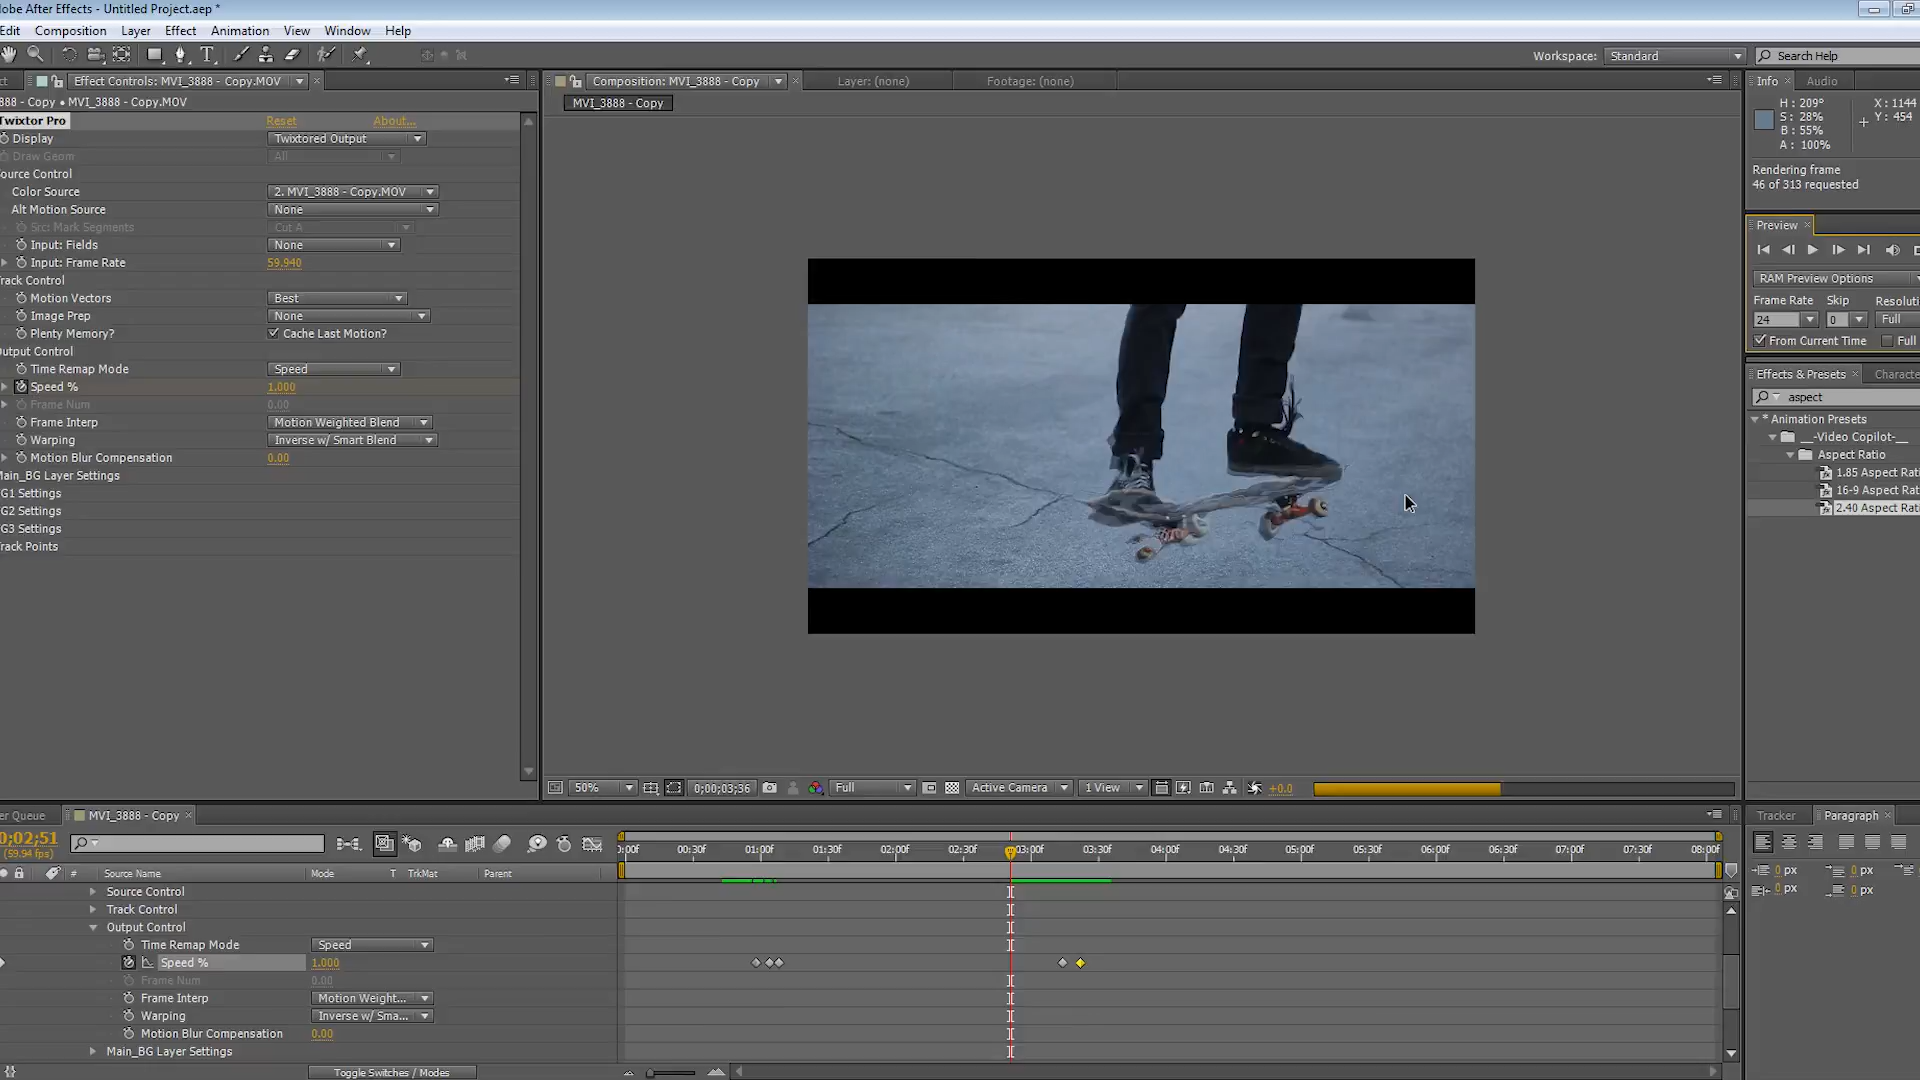 dobe After Effects - Untitled Project.aep *
Edit Composition Layer Effect Animation View Window Help
Workspace: Standard Search Help
ct Effect Controls: MVI_3888 - Copy.MOV
888 - Copy • MVI_3888 - Copy.MOV
Twixtor Pro Reset About...
Display Twixtored Output
Draw Geom All
ource Control
Color Source 2. MVI_3888 - Copy.MOV
Alt Motion Source None
Src: Mark Segments Cut A
Input: Fields None
Input: Frame Rate 59.940
Track Control
Motion Vectors Best
Image Prep None
Plenty Memory? Cache Last Motion?
Output Control
Time Remap Mode Speed
Speed % 1.000
Frame Num 0.00
Frame Interp Motion Weighted Blend
Warping Inverse w/ Smart Blend
Motion Blur Compensation 0.00
Main_BG Layer Settings
G1 Settings
G2 Settings
G3 Settings
rack Points
Composition: MVI_3888 - Copy Layer: (none) Footage: (none)
MVI_3888 - Copy
50% 0;00;03;36 Full Active Camera 1 View +0.0
Info Audio
H : 209° X : 1144
S : 28% Y : 454
B : 55%
A : 100%
Rendering frame
46 of 313 requested
Preview
RAM Preview Options
Frame Rate Skip Resoluti
24 0 Full
From Current Time Full
Effects & Presets Characte
aspect
* Animation Presets
__-Video Copilot-__
Aspect Ratio
1.85 Aspect Rati
16-9 Aspect Rat
2.40 Aspect Rati
er Queue MVI_3888 - Copy
0;02;51
(59.94 fps)
# Source Name Mode T TrkMat Parent
):00f 00:30f 01:00f 01:30f 02:00f 02:30f 03:00f 03:30f 04:00f 04:30f 05:00f 05:30f 06:00f 06:30f 07:00f 07:30f 08:00f
Source Control
Track Control
Output Control
Time Remap Mode Speed
Speed % 1.000
Frame Num 0.00
Frame Interp Motion Weight...
Warping Inverse w/ Sma...
Motion Blur Compensation 0.00
Main_BG Layer Settings
Toggle Switches / Modes
Tracker Paragraph
0 px 0 px
0 px 0 px